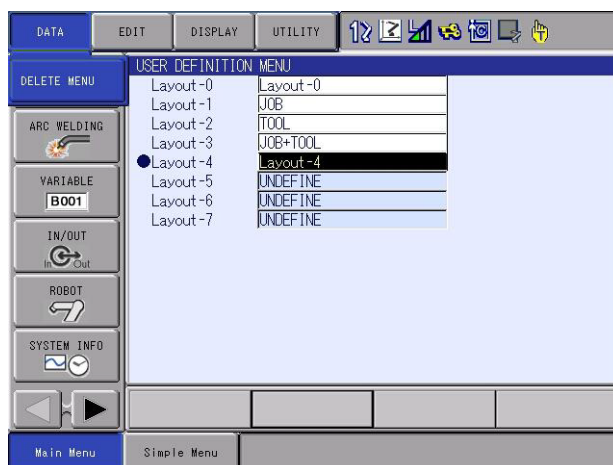 DATA EDIT DISPLAY UTILITY
DELETE MENU
USER DEFINITION MENU
Layout-0 Layout-0
Layout-1 JOB
Layout-2 TOOL
Layout-3 JOB+TOOL
Layout-4 Layout-4
Layout-5 UNDEFINE
Layout-6 UNDEFINE
Layout-7 UNDEFINE
ARC WELDING
VARIABLE
B001
IN/OUT
In Out
ROBOT
SYSTEM INFO
Main Menu Simple Menu